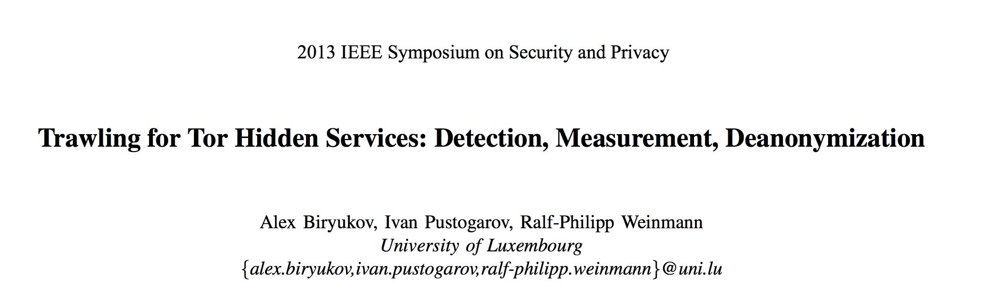 2013 IEEE Symposium on Security and Privacy
Trawling for Tor Hidden Services: Detection, Measurement, Deanonymization
Alex Biryukov, Ivan Pustogarov, Ralf-Philipp Weinmann
University of Luxembourg
{alex.biryukov,ivan.pustogarov,ralf-philipp.weinmann}@uni.lu